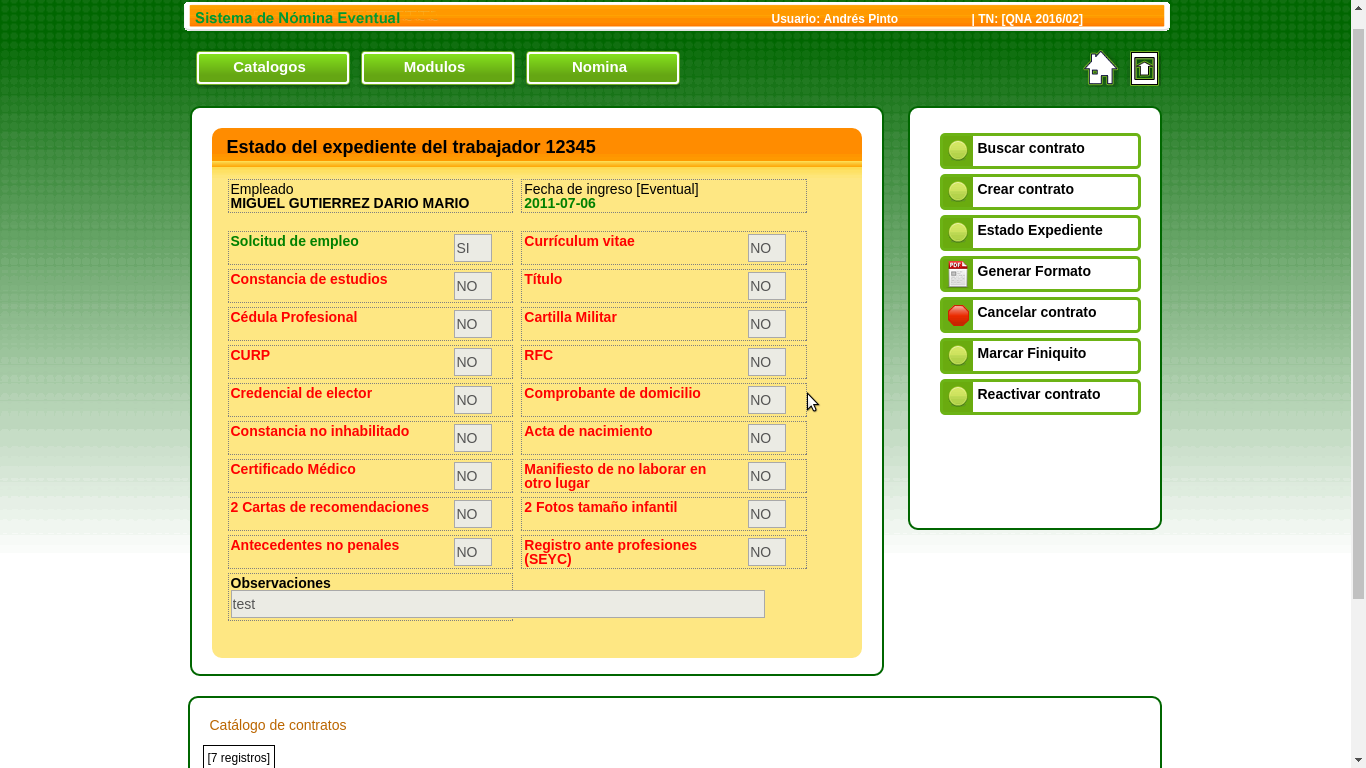 Sistema de Nómina Eventual
Usuario: Andrés Pinto | TN: [QNA 2016/02]
Catalogos Modulos Nomina
Estado del expediente del trabajador 12345
Empleado
MIGUEL GUTIERREZ DARIO MARIO
Fecha de ingreso [Eventual]
2011-07-06
Solcitud de empleo SI
Currículum vitae NO
Constancia de estudios NO
Título NO
Cédula Profesional NO
Cartilla Militar NO
CURP NO
RFC NO
Credencial de elector NO
Comprobante de domicilio NO
Constancia no inhabilitado NO
Acta de nacimiento NO
Certificado Médico NO
Manifiesto de no laborar en
otro lugar NO
2 Cartas de recomendaciones NO
2 Fotos tamaño infantil NO
Antecedentes no penales NO
Registro ante profesiones
(SEYC) NO
Observaciones
test
Buscar contrato
Crear contrato
Estado Expediente
PDF Generar Formato
Cancelar contrato
Marcar Finiquito
Reactivar contrato
Catálogo de contratos
[7 registros]